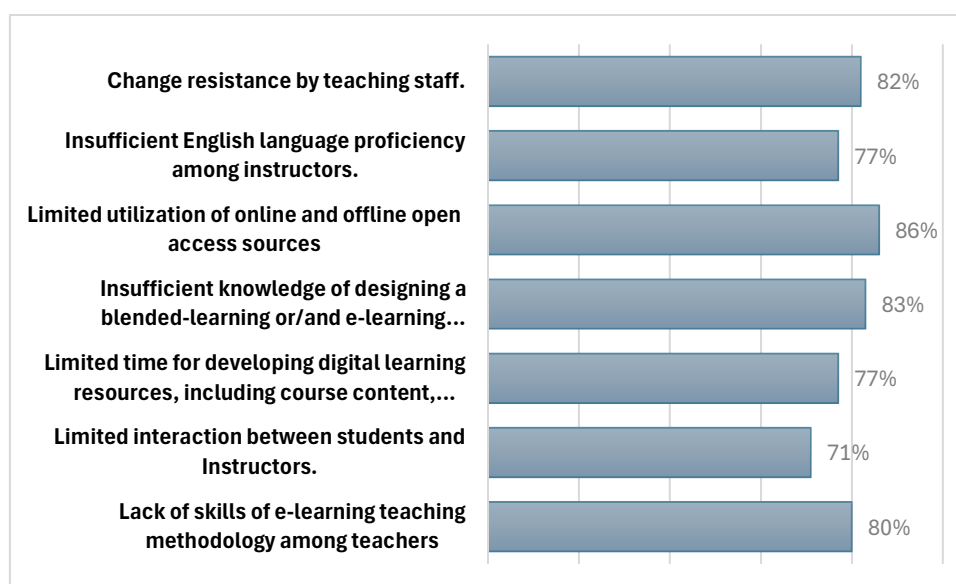 Change resistance by teaching staff.
82%
Insufficient English language proficiency
among instructors.
77%
Limited utilization of online and offline open
access sources
86%
Insufficient knowledge of designing a
blended-learning or/and e-learning...
83%
Limited time for developing digital learning
resources, including course content,...
77%
Limited interaction between students and
Instructors.
71%
Lack of skills of e-learning teaching
methodology among teachers
80%